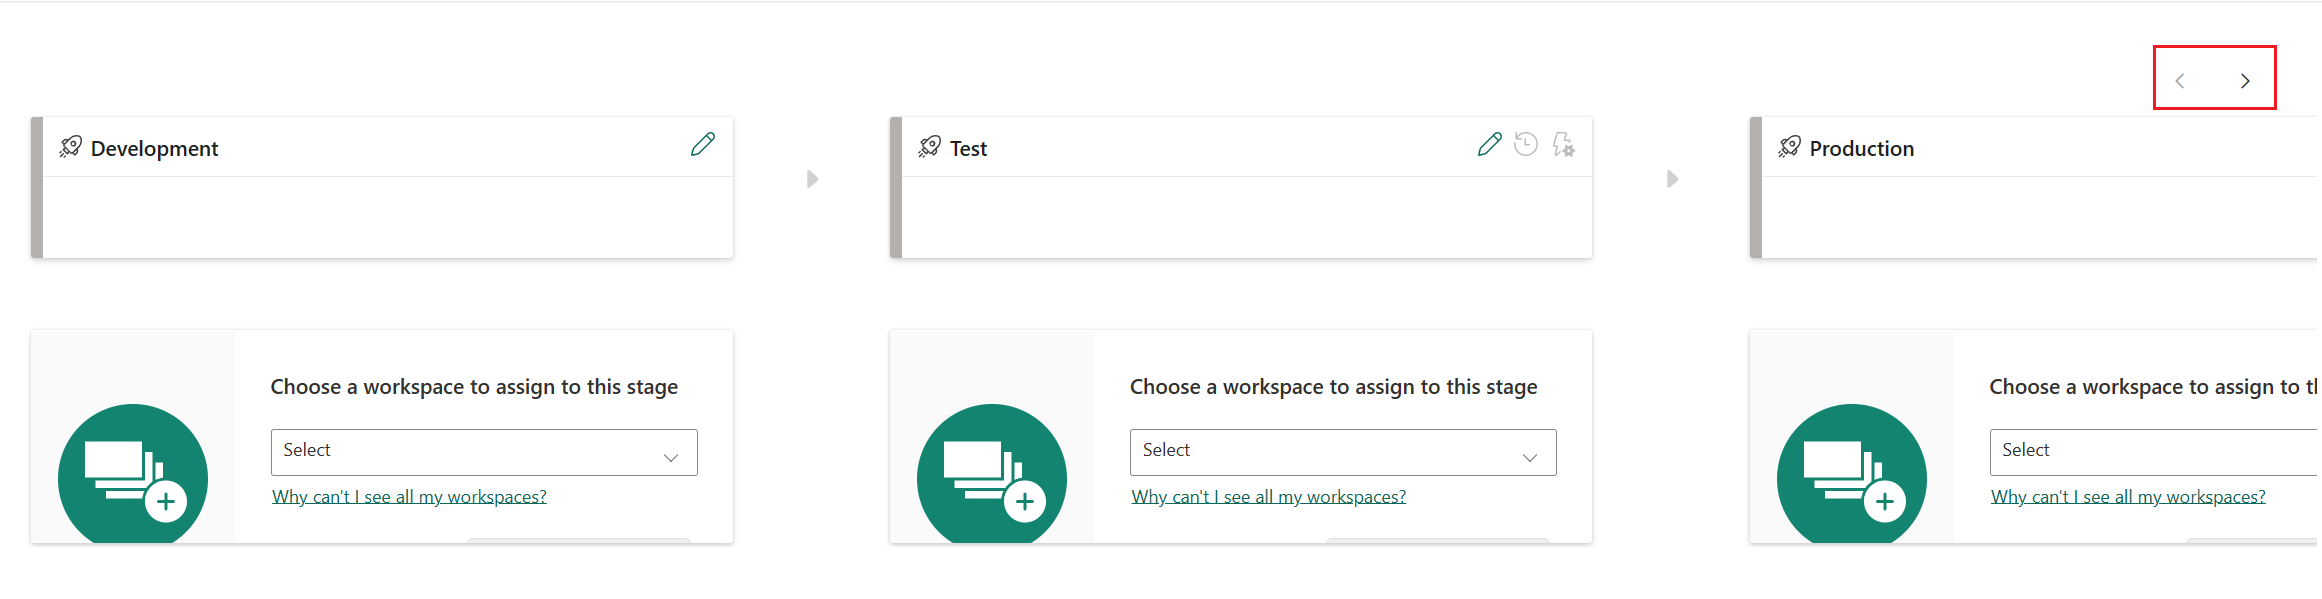 Development
Test
Production
Choose a workspace to assign to this stage
Select
Why can't I see all my workspaces?
Choose a workspace to assign to this stage
Select
Why can't I see all my workspaces?
Choose a workspace to assign to
Select
Why can't I see all my workspaces?